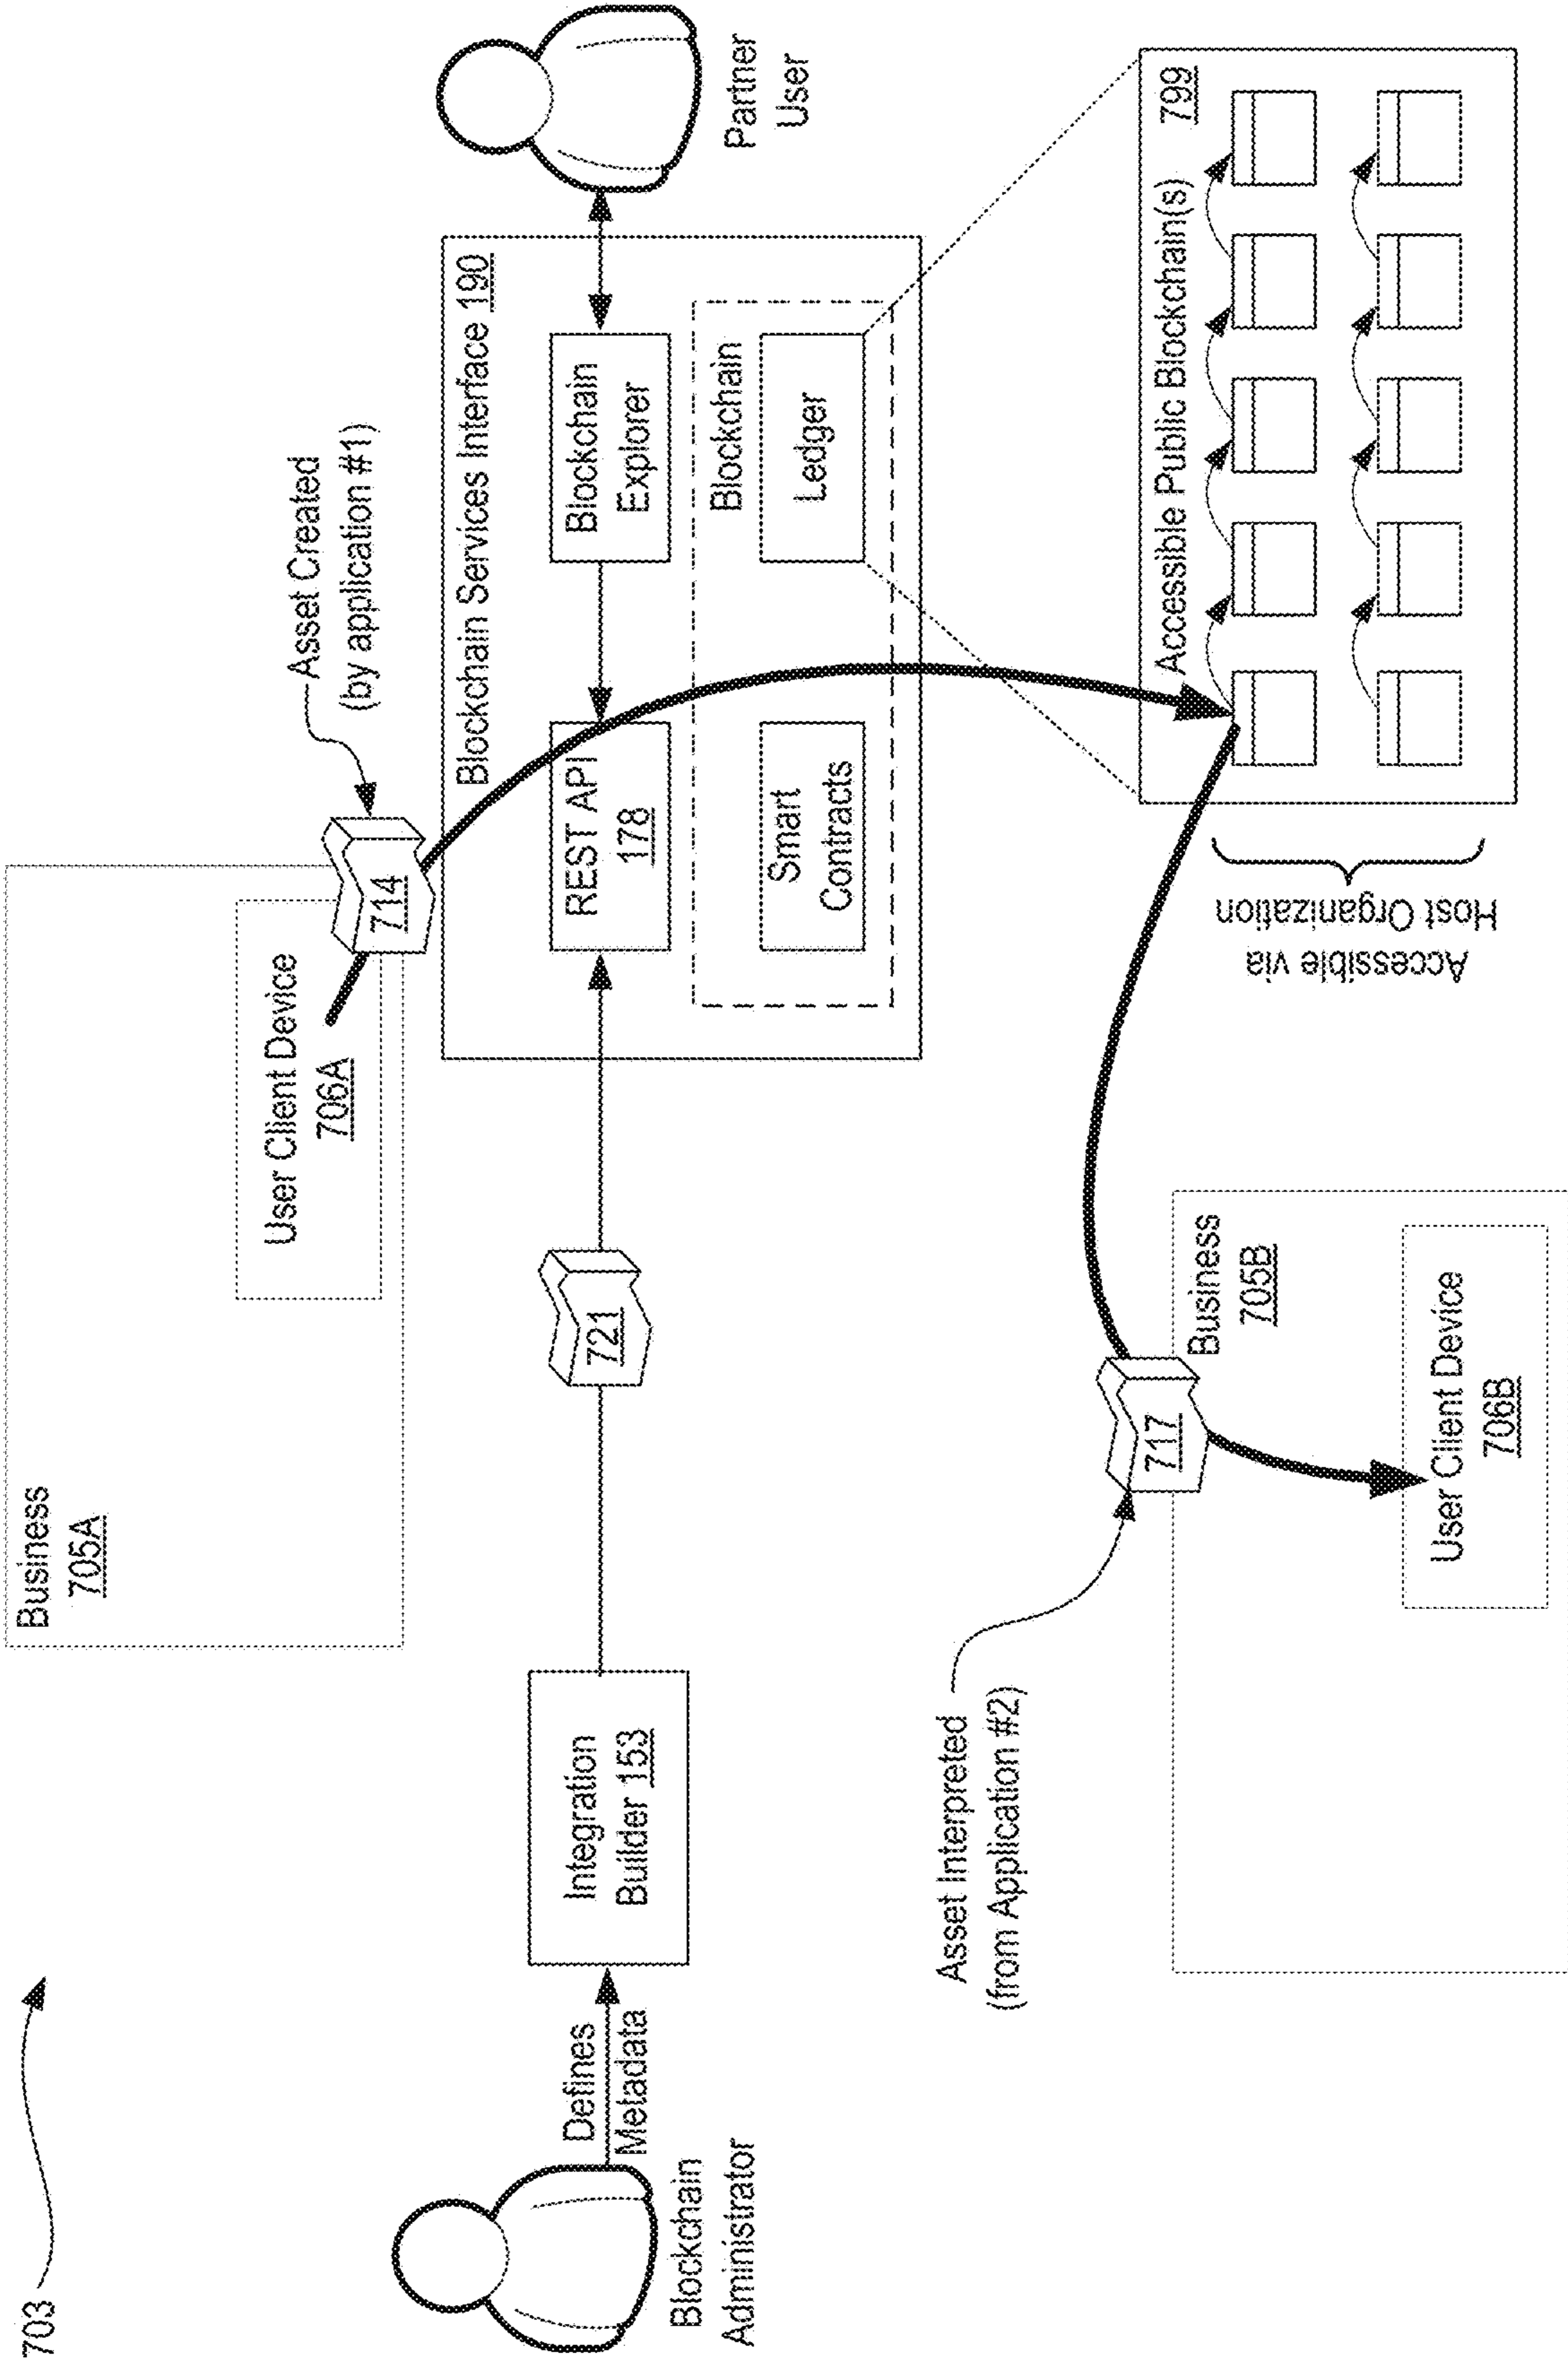 703
Business
705A
User Client Device
706A
714
Asset Created
(by application #1)
Blockchain
Administrator
Defines
Metadata
Integration
Builder 153
721
Blockchain Services Interface 190
REST API
178
Blockchain
Explorer
Blockchain
Smart
Contracts
Ledger
Partner
User
Asset Interpreted
(from Application #2)
717
Business
705B
User Client Device
706B
Accessible Public Blockchain(s) 799
Accessible via
Host Organization